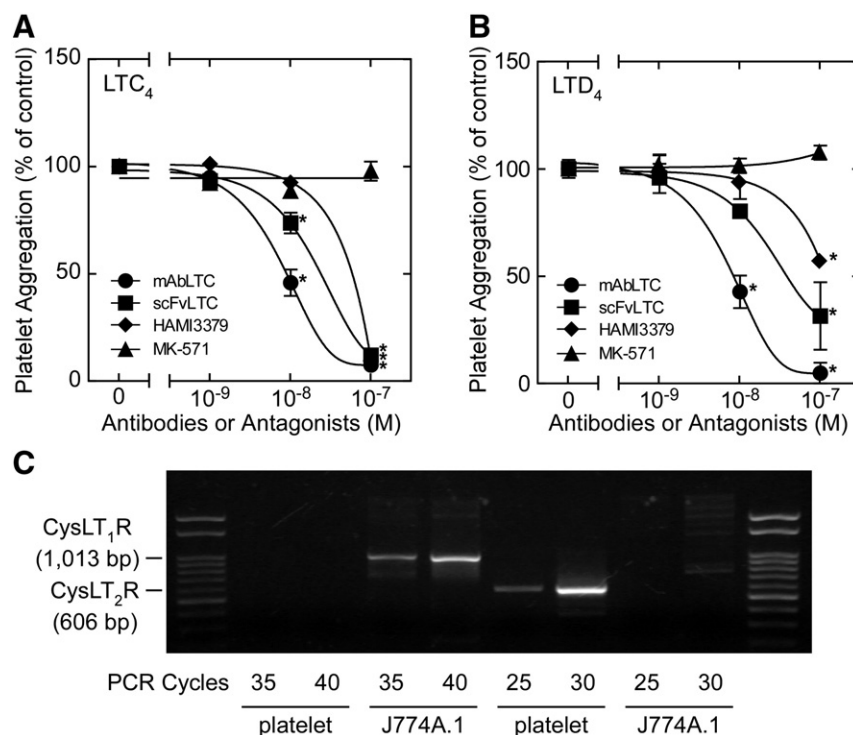 A
150
LTC4
100
50
0
Platelet Aggregation (% of control)
mAbLTC
scFvLTC
HAMI3379
MK-571
*
*
*
*
*
0 10-9 10-8 10-7
Antibodies or Antagonists (M)
B
150
LTD4
100
50
0
Platelet Aggregation (% of control)
mAbLTC
scFvLTC
HAMI3379
MK-571
*
*
*
*
0 10-9 10-8 10-7
Antibodies or Antagonists (M)
C
CysLT1R
(1,013 bp)
CysLT2R
(606 bp)
PCR Cycles 35 40 35 40 25 30 25 30
platelet J774A.1 platelet J774A.1